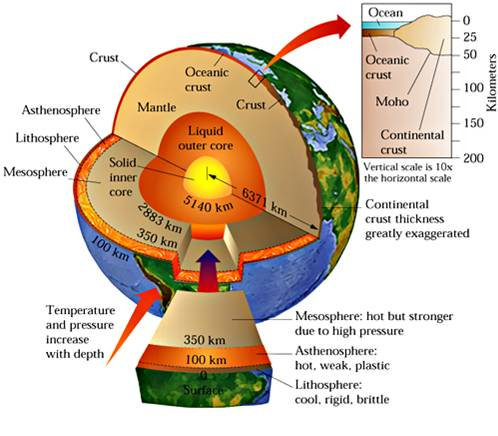 Ocean
Oceanic
crust
Moho
Continental
crust
0
25
50
100
150
200
Kilometers
Vertical scale is 10x
the horizontal scale
Crust
Oceanic
crust
Crust
Mantle
Asthenosphere
Lithosphere
Mesosphere
Liquid
outer core
Solid
inner
core
5140 km
6371 km
2883 km
350 km
100 km
Continental
crust thickness
greatly exaggerated
Temperature
and pressure
increase
with depth
350 km
100 km
0
Surface
Mesosphere: hot but stronger
due to high pressure
Asthenosphere:
hot, weak, plastic
Lithosphere:
cool, rigid, brittle